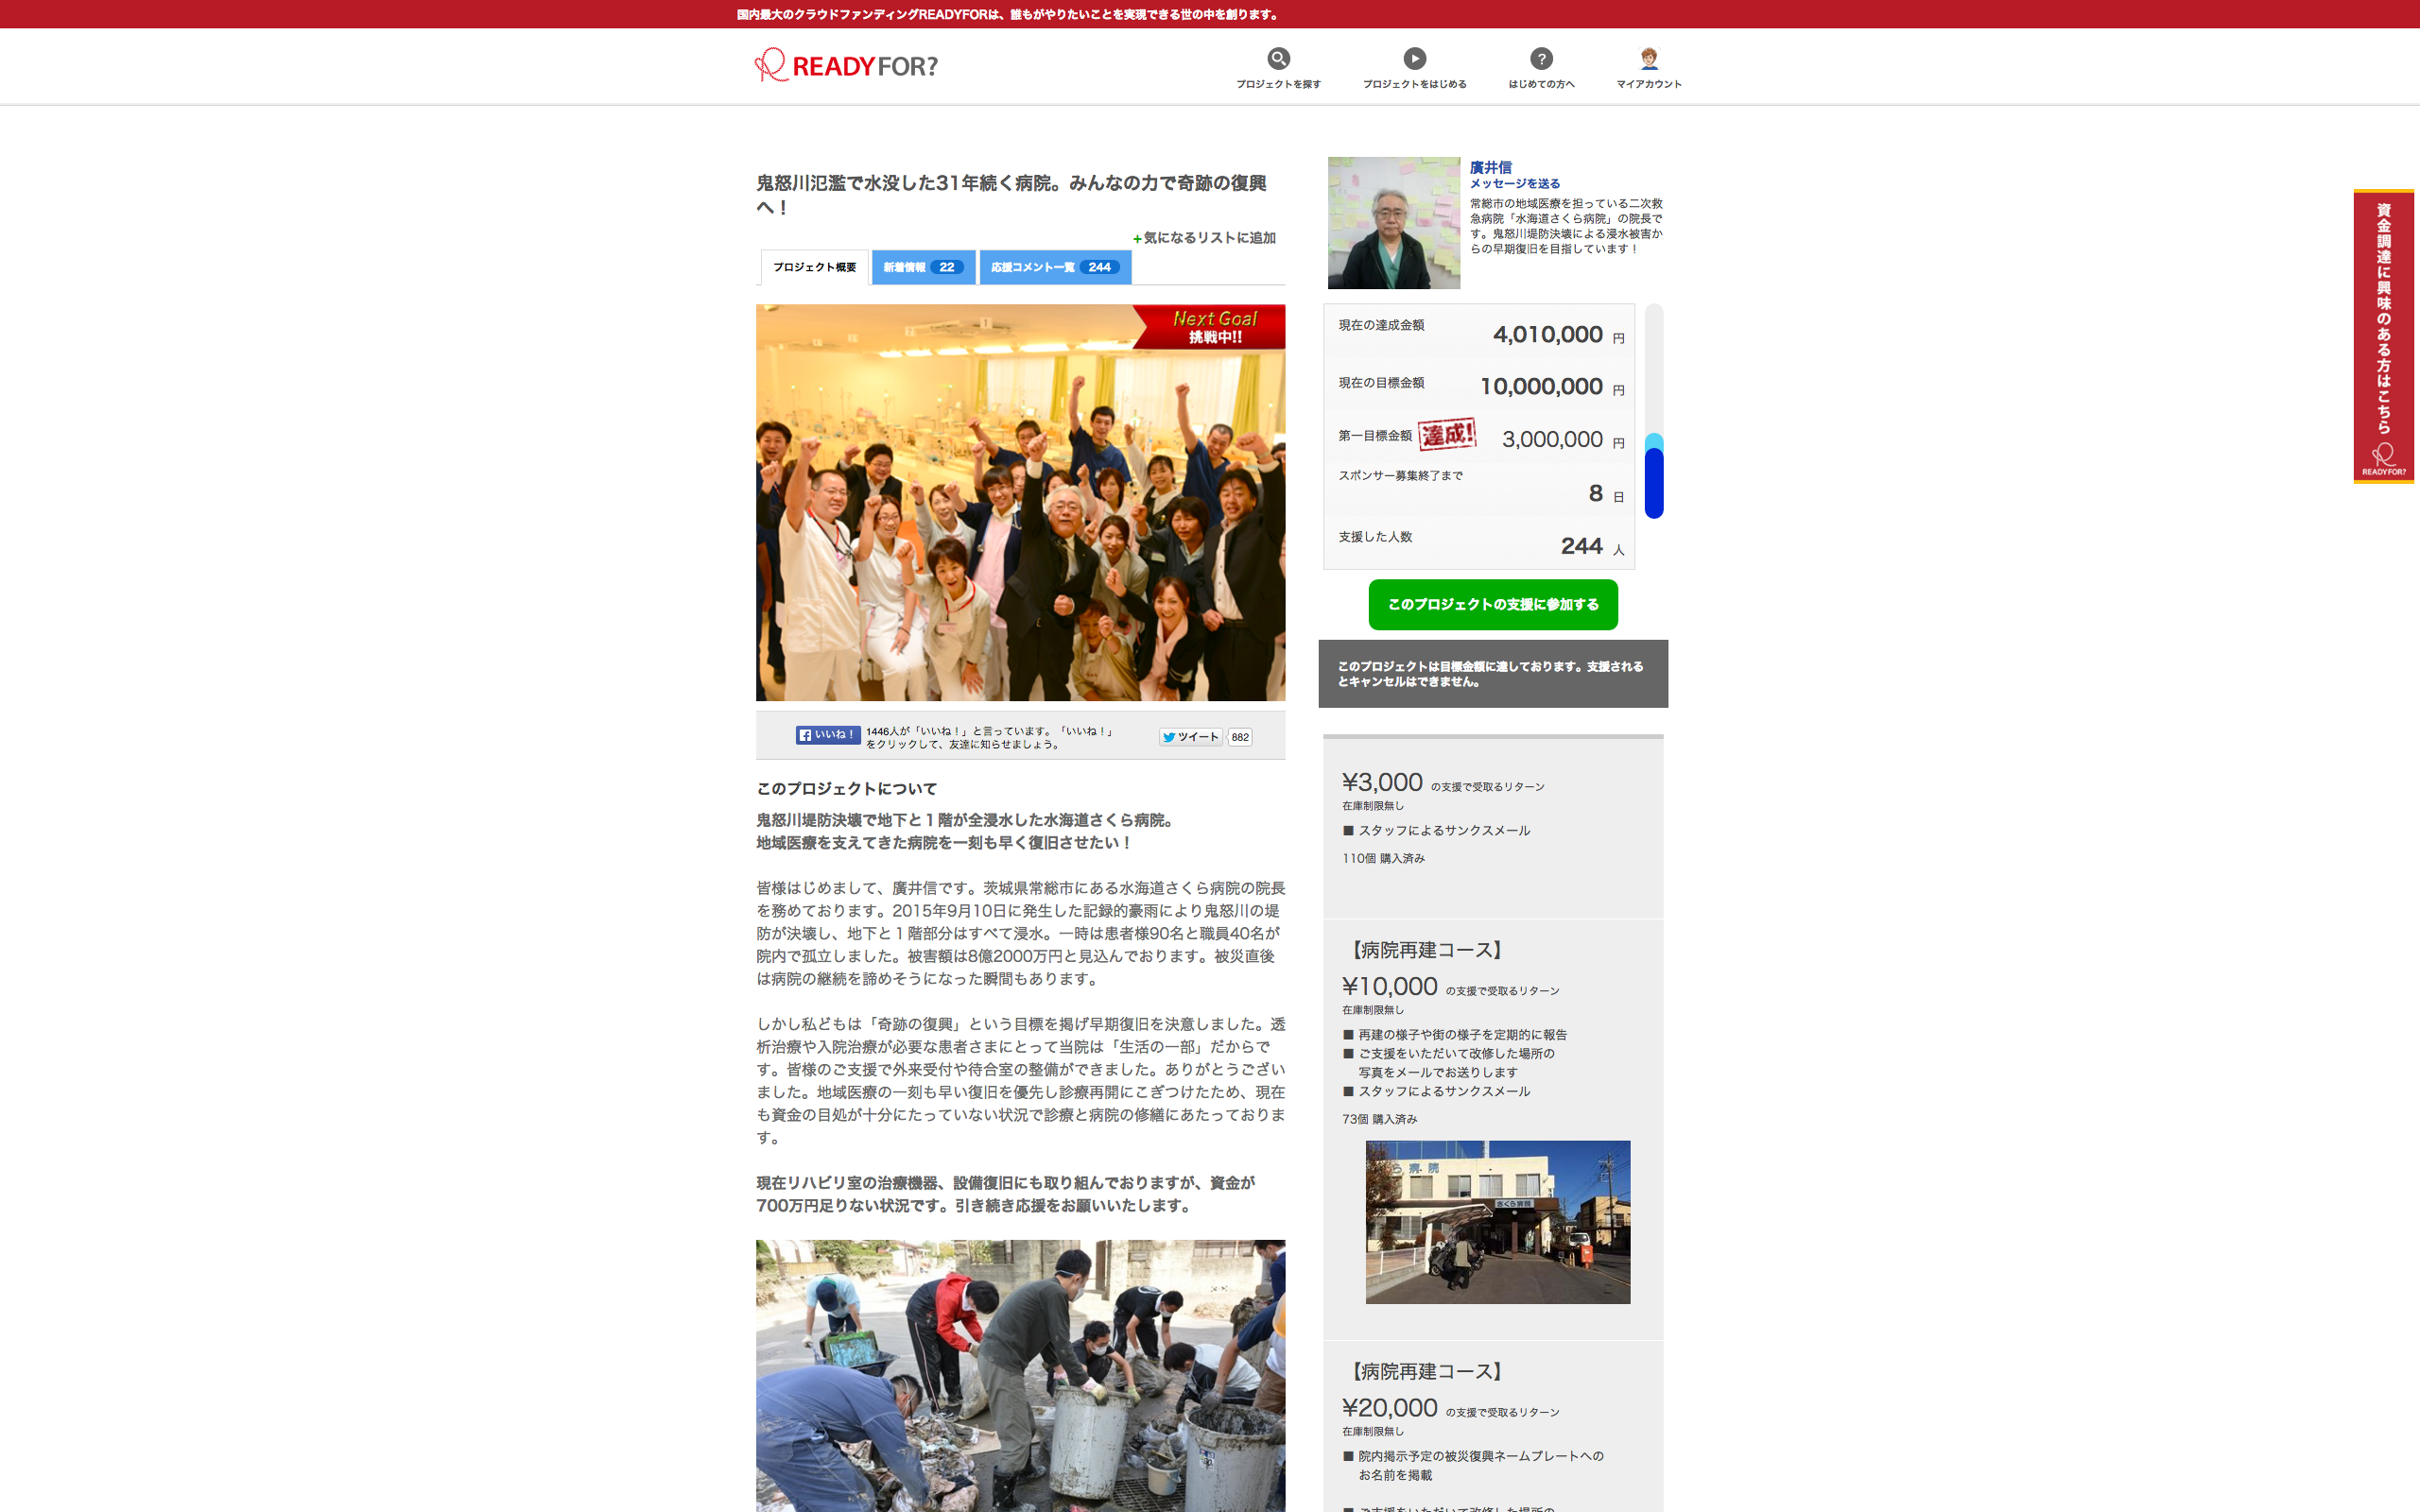 国内最大のクラウドファンディングREADYFORは、誰もがやりたいことを実現できる世の中を創ります。
READYFOR?
プロジェクトを探す
プロジェクトをはじめる
?
はじめての方へ
マイアカウント
鬼怒川氾濫で水没した31年続く病院。みんなの力で奇跡の復興
へ！
+気になるリストに追加
プロジェクト概要
新着情報 22
応援コメント一覧 244
Next Goal
挑戦中!!
いいね！
1446人が「いいね！」と言っています。「いいね！」
をクリックして、友達に知らせましょう。
ツイート
882
このプロジェクトについて
鬼怒川堤防決壊で地下と１階が全浸水した水海道さくら病院。
地域医療を支えてきた病院を一刻も早く復旧させたい！
皆様はじめまして、廣井信です。茨城県常総市にある水海道さくら病院の院長
を務めております。2015年9月10日に発生した記録的豪雨により鬼怒川の堤
防が決壊し、地下と１階部分はすべて浸水。一時は患者様90名と職員40名が
院内で孤立しました。被害額は8億2000万円と見込んでおります。被災直後
は病院の継続を諦めそうになった瞬間もあります。
しかし私どもは「奇跡の復興」という目標を掲げ早期復旧を決意しました。透
析治療や入院治療が必要な患者さまにとって当院は「生活の一部」だからで
す。皆様のご支援で外来受付や待合室の整備ができました。ありがとうござい
ました。地域医療の一刻も早い復旧を優先し診療再開にこぎつけたため、現在
も資金の目処が十分にたっていない状況で診療と病院の修繕にあたっておりま
す。
現在リハビリ室の治療機器、設備復旧にも取り組んでおりますが、資金が
700万円足りない状況です。引き続き応援をお願いいたします。
廣井信
メッセージを送る
常総市の地域医療を担っている二次救
急病院「水海道さくら病院」の院長で
す。鬼怒川堤防決壊による浸水被害か
らの早期復旧を目指しています！
現在の達成金額
4,010,000 円
現在の目標金額
10,000,000 円
第一目標金額 達成! 3,000,000 円
スポンサー募集終了まで
8 日
支援した人数
244 人
このプロジェクトの支援に参加する
このプロジェクトは目標金額に達しております。支援される
とキャンセルはできません。
¥3,000 の支援で受取るリターン
在庫制限無し
■ スタッフによるサンクスメール
110個 購入済み
【病院再建コース】
¥10,000 の支援で受取るリターン
在庫制限無し
■ 再建の様子や街の様子を定期的に報告
■ ご支援をいただいて改修した場所の
写真をメールでお送りします
■ スタッフによるサンクスメール
73個 購入済み
ら病院
さくら病院
【病院再建コース】
¥20,000 の支援で受取るリターン
在庫制限無し
■ 院内掲示予定の被災復興ネームプレートへの
お名前を掲載
■ ご支援をいただいて改修した場所の
資金調達に興味のある方はこちら
READYFOR?